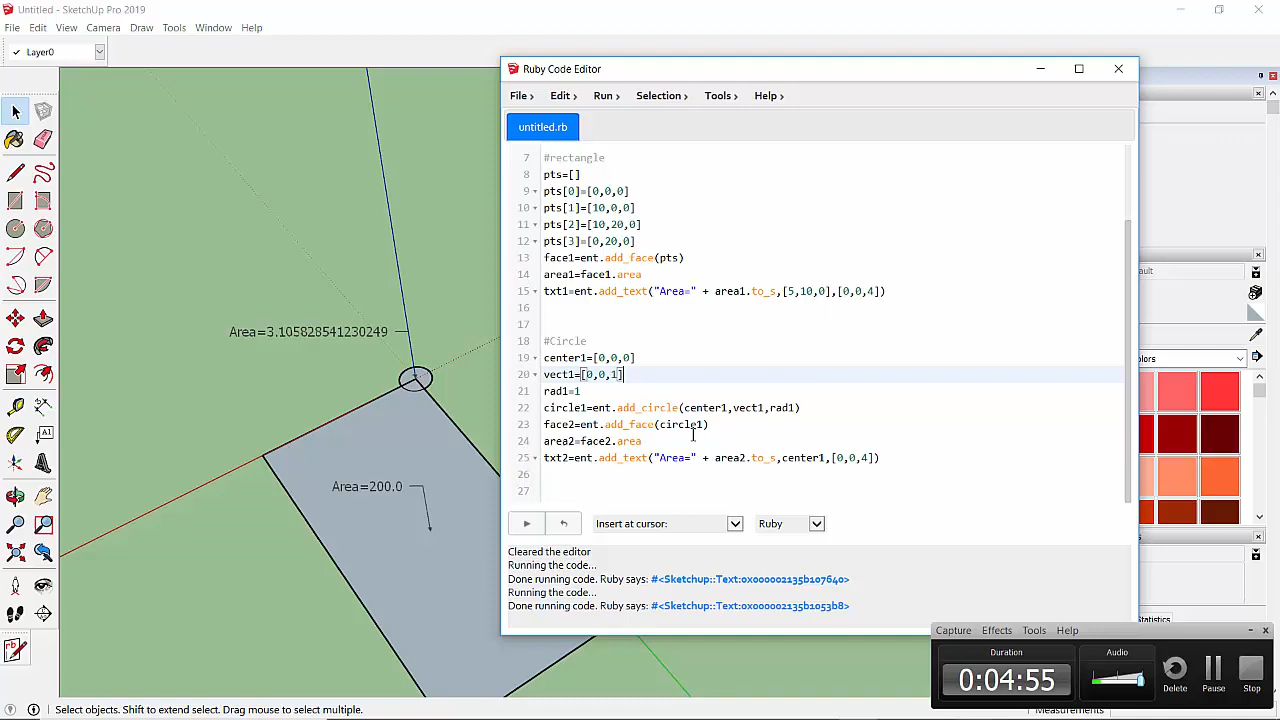 Untitled - SketchUp Pro 2019
File Edit View Camera Draw Tools Window Help
Layer0
Ruby Code Editor
File Edit Run Selection Tools Help
untitled.rb
7 #rectangle
8 pts=[]
9 pts[0]=[0,0,0]
10 pts[1]=[10,0,0]
11 pts[2]=[10,20,0]
12 pts[3]=[0,20,0]
13 face1=ent.add_face(pts)
14 area1=face1.area
15 txt1=ent.add_text("Area=" + area1.to_s,[5,10,0],[0,0,4])
16
17
18 #Circle
19 center1=[0,0,0]
20 vect1=[0,0,1]
21 rad1=1
22 circle1=ent.add_circle(center1,vect1,rad1)
23 face2=ent.add_face(circle1)
24 area2=face2.area
25 txt2=ent.add_text("Area=" + area2.to_s,center1,[0,0,4])
26
27
Insert at cursor: Ruby
Cleared the editor
Running the code...
Done running code. Ruby says: #<Sketchup::Text:0x000002135b107640>
Running the code...
Done running code. Ruby says: #<Sketchup::Text:0x000002135b1053b8>
Area=3.105828541230249
Area=200.0
ault
olors
Statistics
Capture Effects Tools Help
Duration
Audio
00:04:55
Delete Pause Stop
Measurements
Select objects. Shift to extend select. Drag mouse to select multiple.